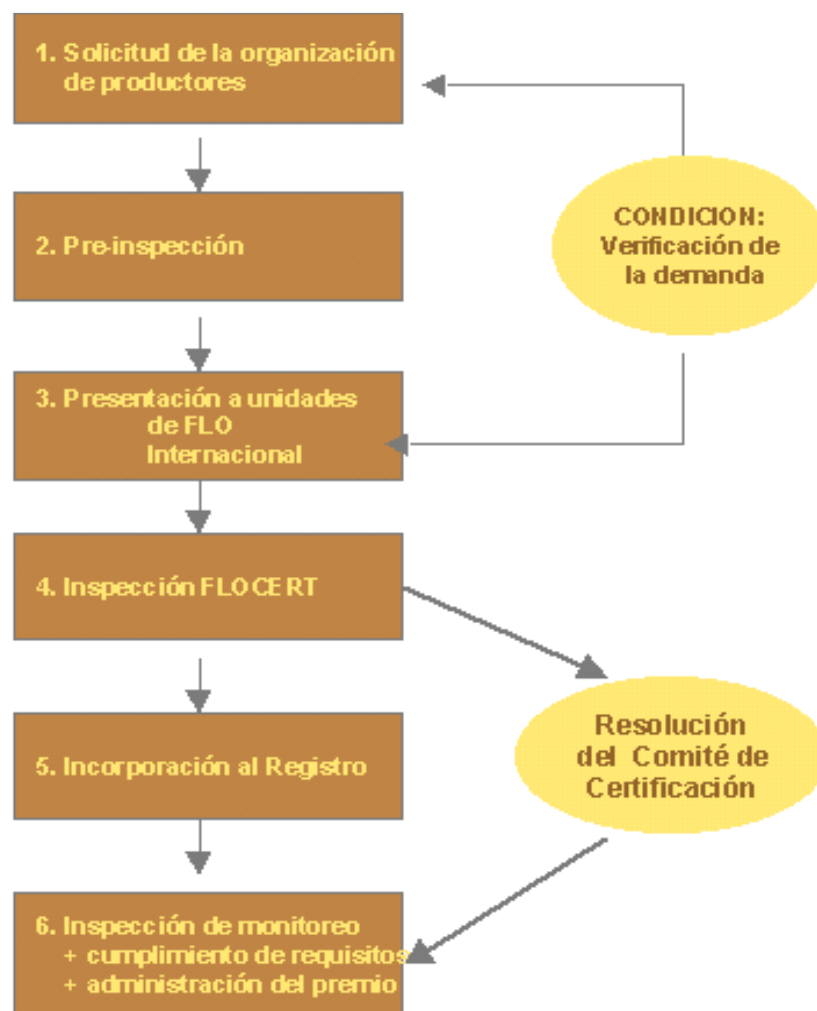 1. Solicitud de la organización
de productores
CONDICION:
Verificación de
la demanda
2. Pre-inspección
3. Presentación a unidades
de FLO
Internacional
4. Inspección FLOCERT
Resolución
del Comité de
Certificación
5. Incorporación al Registro
6. Inspección de monitoreo
+ cumplimiento de requisitos
+ administración del premio